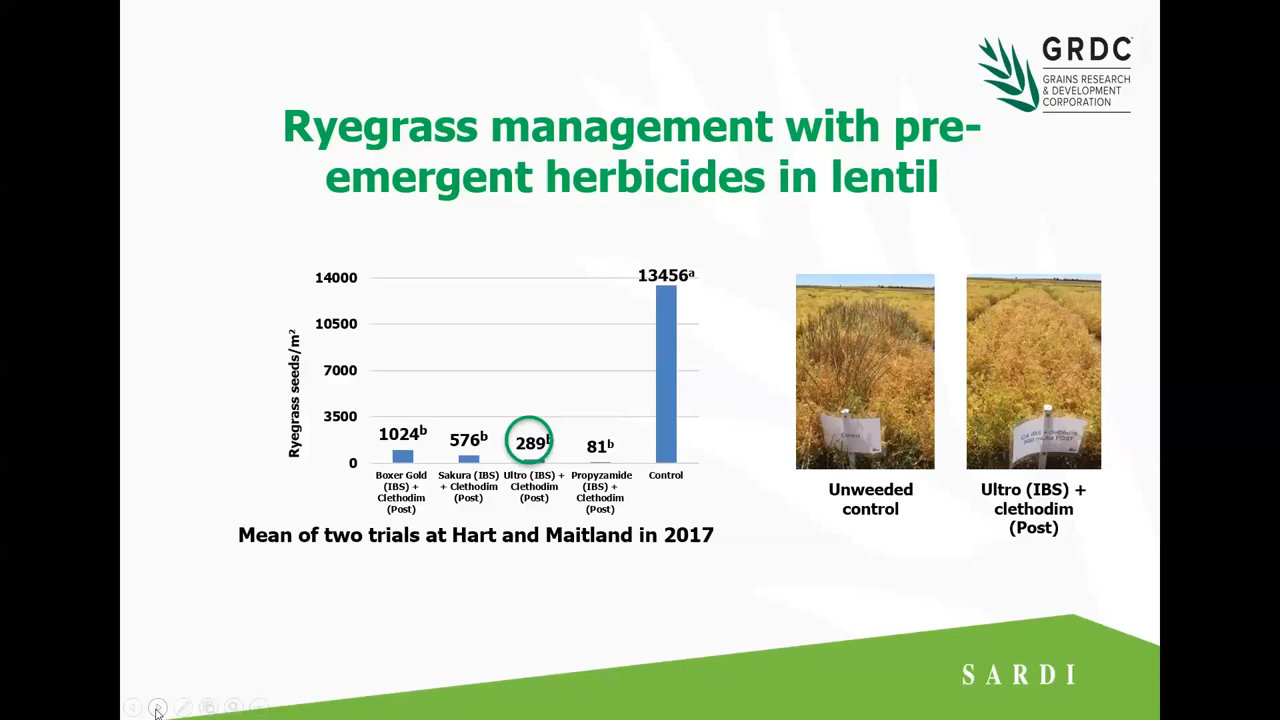 GRDC
GRAINS RESEARCH
& DEVELOPMENT
CORPORATION
Ryegrass management with pre-
emergent herbicides in lentil
Ryegrass seeds/m²
14000
10500
7000
3500
0
1024ᵇ
576ᵇ
289ᵇ
81ᵇ
13456ᵃ
Boxer Gold
(IBS) +
Clethodim
(Post)
Sakura (IBS)
+ Clethodim
(Post)
Ultro (IBS) +
Clethodim
(Post)
Propyzamide
(IBS) +
Clethodim
(Post)
Control
Mean of two trials at Hart and Maitland in 2017
Control
Unweeded
control
Ultro (IBS) +
clethodim
(Post)
SARDI